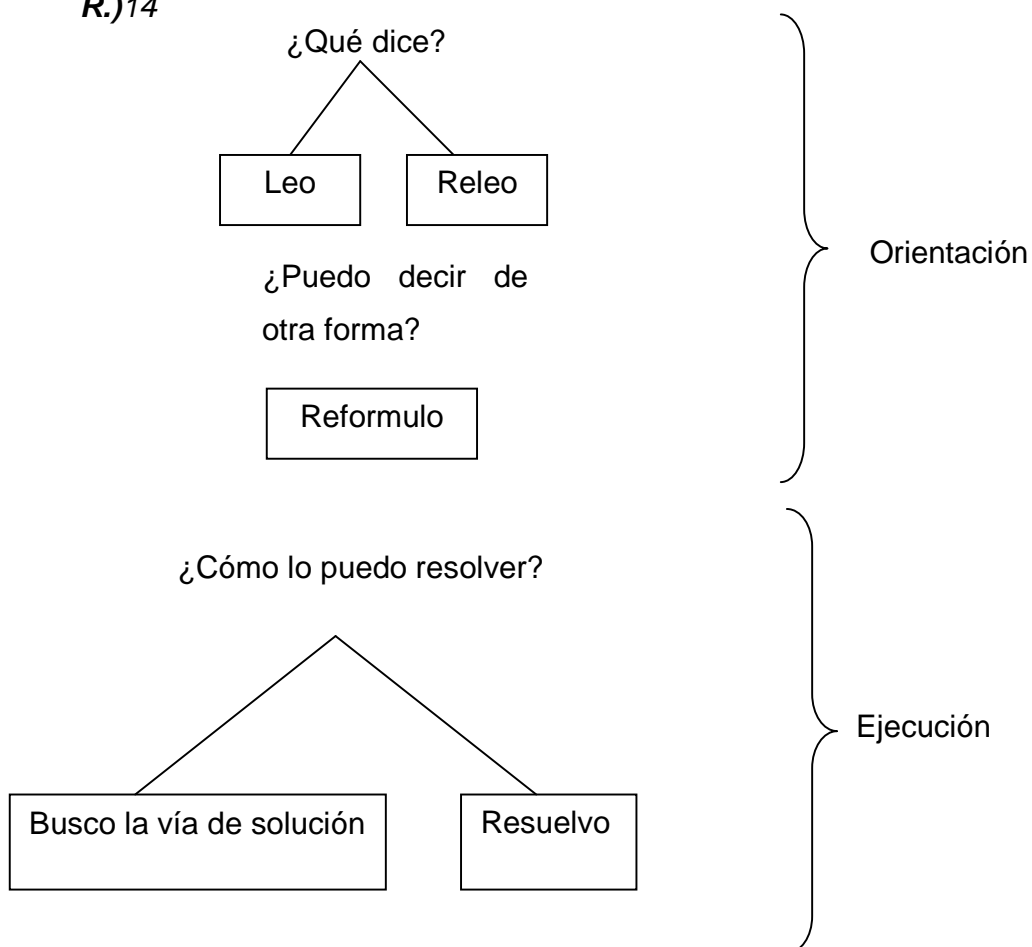 R.)14
¿Qué dice?
Leo
Releo
Orientación
¿Puedo decir de
otra forma?
Reformulo
¿Cómo lo puedo resolver?
Ejecución
Busco la vía de solución
Resuelvo